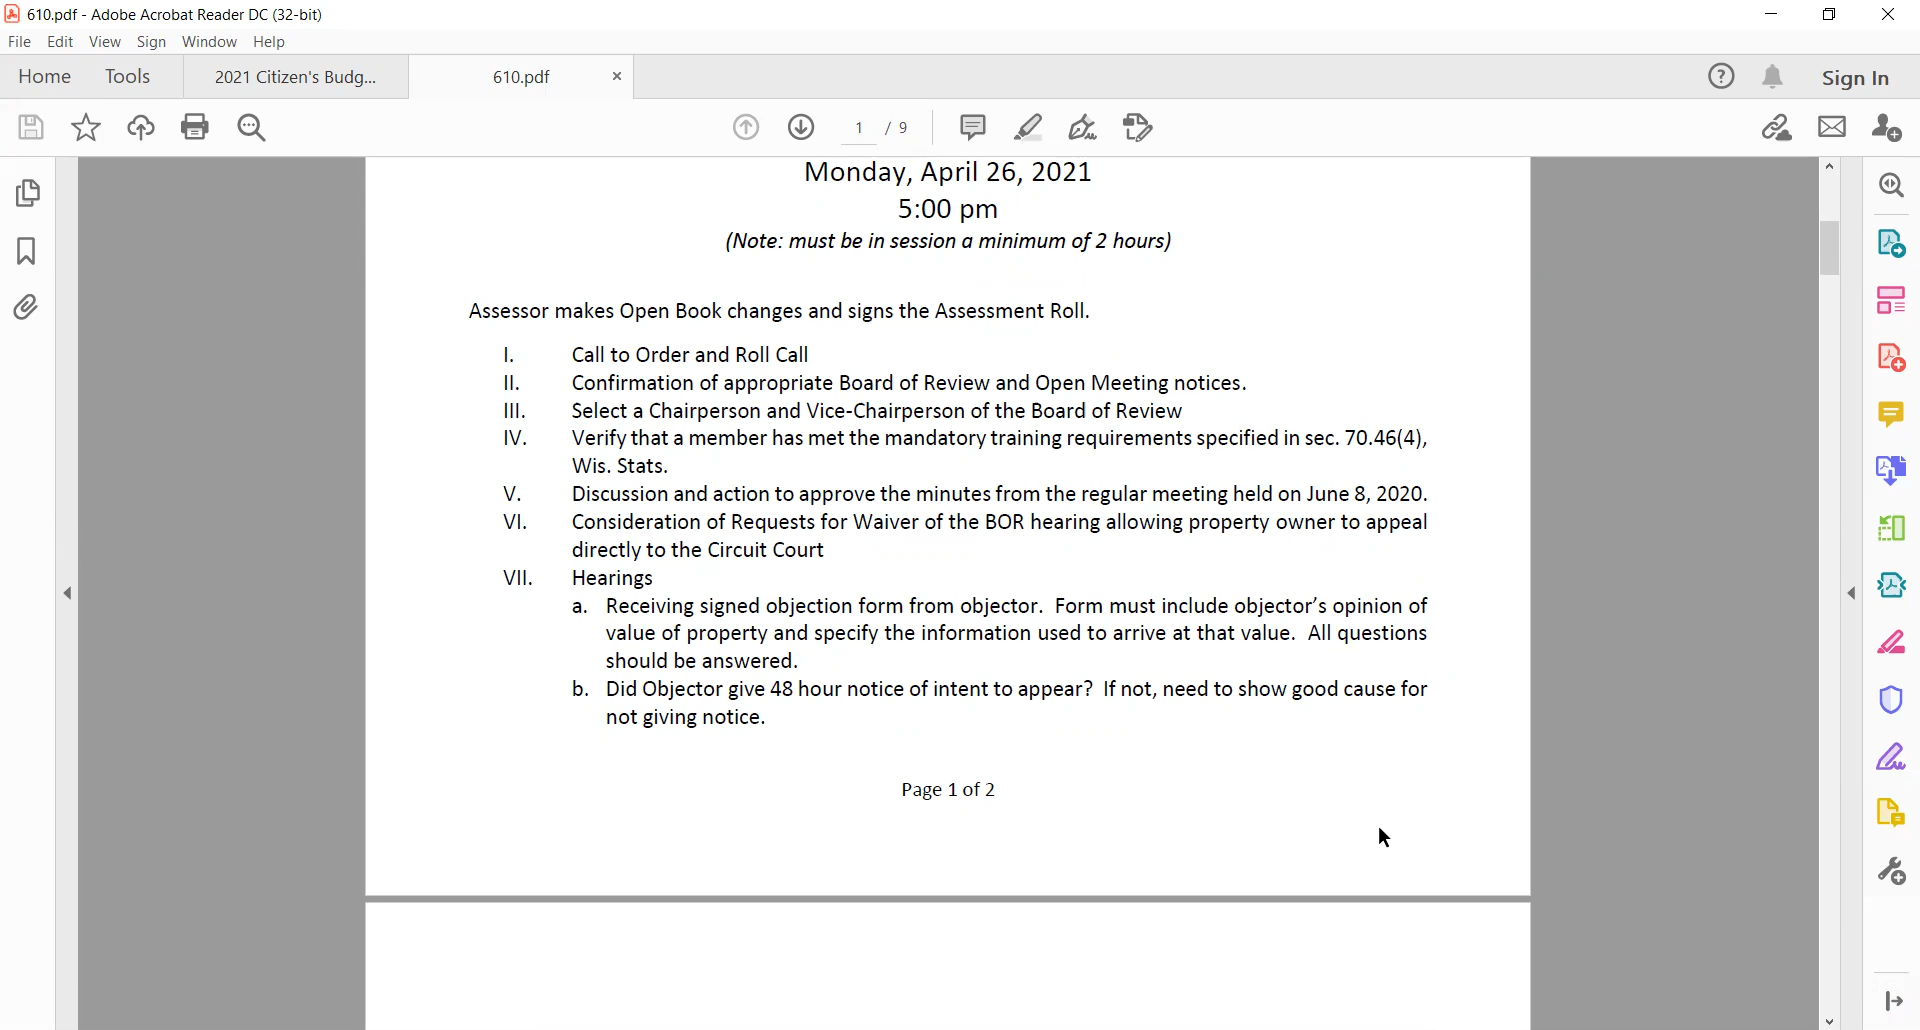 610.pdf - Adobe Acrobat Reader DC (32-bit)
File Edit View Sign Window Help
Home Tools 2021 Citizen's Budg... 610.pdf × ? Sign In
1 / 9
Monday, April 26, 2021
5:00 pm
(Note: must be in session a minimum of 2 hours)
Assessor makes Open Book changes and signs the Assessment Roll.
I. Call to Order and Roll Call
II. Confirmation of appropriate Board of Review and Open Meeting notices.
III. Select a Chairperson and Vice-Chairperson of the Board of Review
IV. Verify that a member has met the mandatory training requirements specified in sec. 70.46(4),
Wis. Stats.
V. Discussion and action to approve the minutes from the regular meeting held on June 8, 2020.
VI. Consideration of Requests for Waiver of the BOR hearing allowing property owner to appeal
directly to the Circuit Court
VII. Hearings
a. Receiving signed objection form from objector. Form must include objector's opinion of
value of property and specify the information used to arrive at that value. All questions
should be answered.
b. Did Objector give 48 hour notice of intent to appear? If not, need to show good cause for
not giving notice.
Page 1 of 2